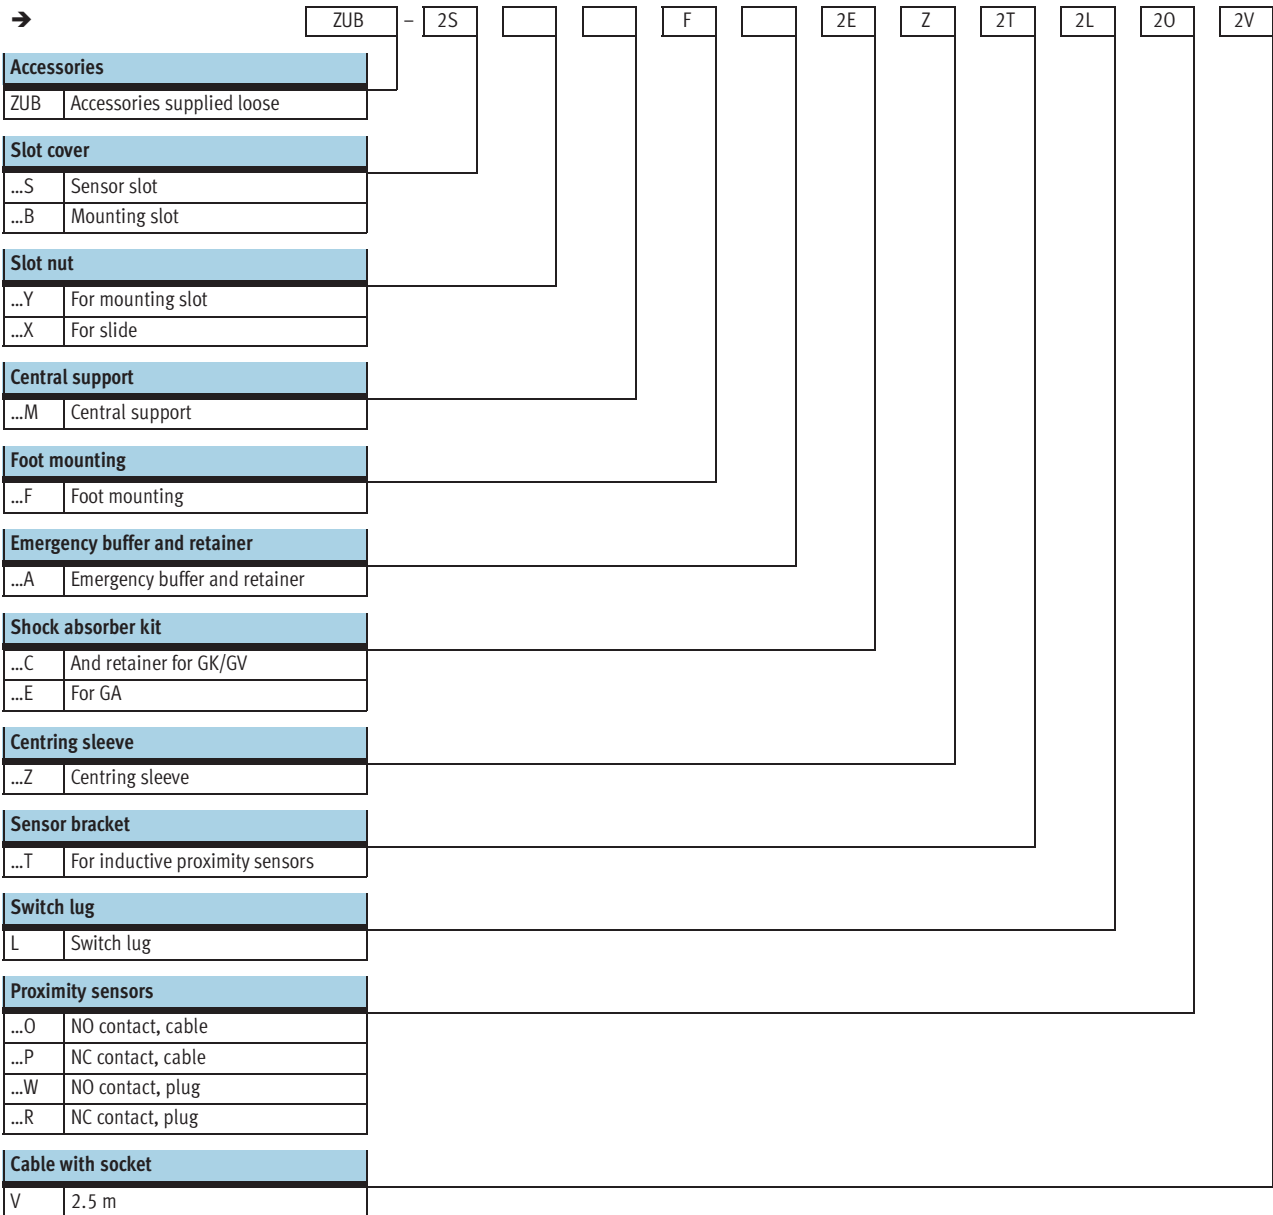 ➔ ZUB – 2S F 2E Z 2T 2L 2O 2V
Accessories
ZUB Accessories supplied loose
Slot cover
...S Sensor slot
...B Mounting slot
Slot nut
...Y For mounting slot
...X For slide
Central support
...M Central support
Foot mounting
...F Foot mounting
Emergency buffer and retainer
...A Emergency buffer and retainer
Shock absorber kit
...C And retainer for GK/GV
...E For GA
Centring sleeve
...Z Centring sleeve
Sensor bracket
...T For inductive proximity sensors
Switch lug
L Switch lug
Proximity sensors
...O NO contact, cable
...P NC contact, cable
...W NO contact, plug
...R NC contact, plug
Cable with socket
V 2.5 m